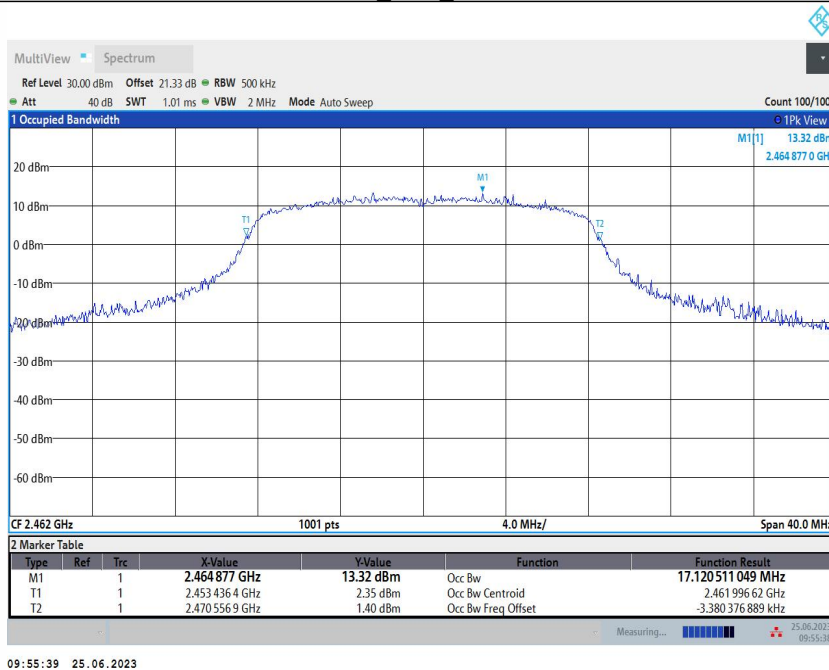 MultiView Spectrum
Ref Level 30.00 dBm Offset 21.33 dB RBW 500 kHz
Att 40 dB SWT 1.01 ms VBW 2 MHz Mode Auto Sweep Count 100/100
1 Occupied Bandwidth 1Pk View
M1[1] 13.32 dBm
2.464 877 0 GH
20 dBm
M1
10 dBm
T1
T2
0 dBm
-10 dBm
-20 dBm
-30 dBm
-40 dBm
-50 dBm
-60 dBm
CF 2.462 GHz 1001 pts 4.0 MHz/ Span 40.0 MHz
2 Marker Table
Type Ref Trc X-Value Y-Value Function Function Result
M1 1 2.464 877 GHz 13.32 dBm Occ Bw 17.120 511 049 MHz
T1 1 2.453 436 4 GHz 2.35 dBm Occ Bw Centroid 2.461 996 62 GHz
T2 1 2.470 556 9 GHz 1.40 dBm Occ Bw Freq Offset -3.380 376 889 kHz
Measuring... 25.06.2023
09:55:38
09:55:39 25.06.2023